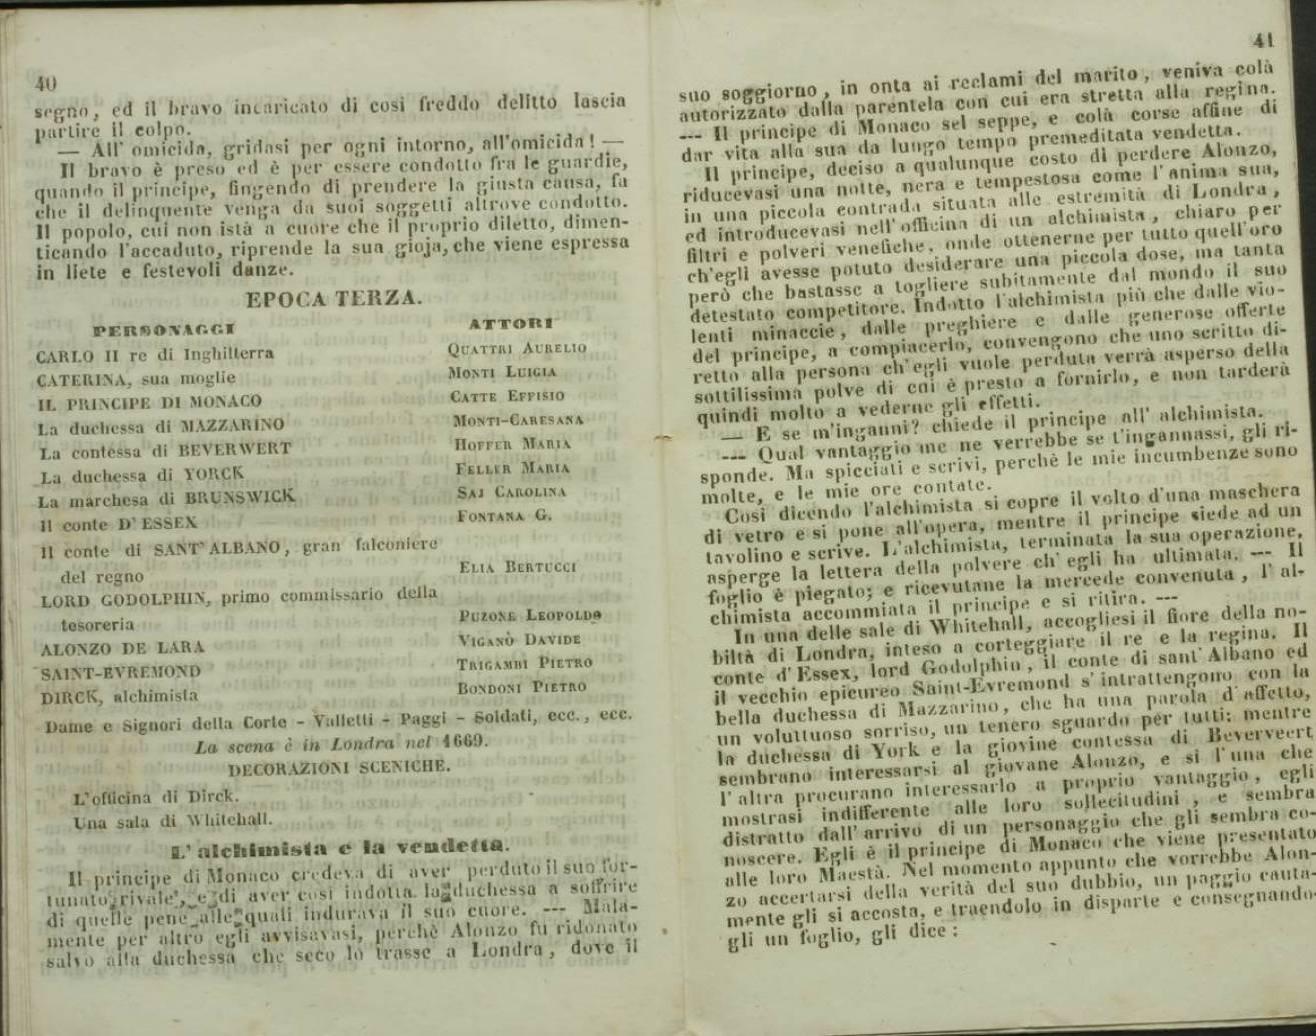 40
segno, ed il bravo incaricato di così freddo delitto lascia
partire il colpo.
— All' omicida, gridasi per ogni intorno, all'omicida! —
Il bravo è preso ed è per essere condotto fra le guardie,
quando il principe, fingendo di prendere la giusta causa, fa
che il delinquente venga da suoi soggetti altrove condotto.
Il popolo, cui non istà a cuore che il proprio diletto, dimen-
ticando l'accaduto, riprende la sua gioja, che viene espressa
in liete e festevoli danze.
EPOCA TERZA.
PERSONAGGI ATTORI
CARLO II re di Inghilterra QUATTRI AURELIO
CATERINA, sua moglie MONTI LUIGIA
IL PRINCIPE DI MONACO CATTE EFFISIO
La duchessa di MAZZARINO MONTI-CARESANA
La contessa di BEVERWERT HOFFER MARIA
La duchessa di YORCK FELLER MARIA
La marchesa di BRUNSWICK SAJ CAROLINA
Il conte D'ESSEX FONTANA G.
Il conte di SANT'ALBANO, gran falconiere
del regno ELIA BERTUCCI
LORD GODOLPHIN, primo commissario della
tesoreria PUZONE LEOPOLDO
ALONZO DE LARA VIGANÒ DAVIDE
SAINT-EVREMOND TRIGAMBI PIETRO
DIRCK, alchimista BONDONI PIETRO
Dame e Signori della Corte - Valletti - Paggi - Soldati, ecc., ecc.
La scena è in Londra nel 1669.
DECORAZIONI SCENICHE.
L'officina di Dirck.
Una sala di Whitehall.
L'alchimista e la vendetta.
Il principe di Monaco credeva di aver perduto il suo for-
tunato rivale, e di aver così indotta la duchessa a soffrire
di quelle pene alle quali indurava il suo cuore. --- Mala-
mente per altro egli avvisavasi, perchè Alonzo fu ridonato
salvo alla duchessa che seco lo trasse a Londra, dove il
41
suo soggiorno, in onta ai reclami del marito, veniva colà
autorizzato dalla parentela con cui era stretta alla regina.
--- Il principe di Monaco sel seppe, e colà corse affine di
dar vita alla sua da lungo tempo premeditata vendetta.
Il principe, deciso a qualunque costo di perdere Alonzo,
riducevasi una notte, nera e tempestosa come l'anima sua,
in una piccola contrada situata alle estremità di Londra,
ed introducevasi nell'officina di un alchimista, chiaro per
filtri e polveri venefiche, onde ottenerne per tutto quell'oro
ch'egli avesse potuto desiderare una piccola dose, ma tanta
però che bastasse a togliere subitamente dal mondo il suo
detestato competitore. Indotto l'alchimista più che dalle vio-
lenti minaccie, dalle preghiere e dalle generose offerte
del principe, a compiacerlo, convengono che uno scritto di-
retto alla persona ch'egli vuole perduta verrà asperso della
sottilissima polve di cui è presto a fornirlo, e non tarderà
quindi molto a vederne gli effetti.
— E se m'inganni? chiede il principe all' alchimista.
--- Qual vantaggio me ne verrebbe se t'ingannassi, gli ri-
sponde. Ma spicciati e scrivi, perchè le mie incumbenze sono
molte, e le mie ore contate.
Così dicendo l'alchimista si copre il volto d'una maschera
di vetro e si pone all'opera, mentre il principe siede ad un
tavolino e scrive. L'alchimista, terminata la sua operazione,
asperge la lettera della polvere ch'egli ha ultimata. --- Il
foglio è piegato; e ricevutane la mercede convenuta, l'al-
chimista accommiata il principe e si ritira. ---
In una delle sale di Whitehall, accogliesi il fiore della no-
biltà di Londra, inteso a corteggiare il re e la regina. Il
conte d'Essex, lord Godolphin, il conte di sant'Albano ed
il vecchio epicureo Saint-Evremond s'intrattengono con la
bella duchessa di Mazzarino, che ha una parola d'affetto,
un voluttuoso sorriso, un tenero sguardo per tutti; mentre
la duchessa di York e la giovine contessa di Beverveert
sembrano interessarsi al giovane Alonzo, e sì l'una che
l'altra procurano interessarlo a proprio vantaggio, egli
mostrasi indifferente alle loro sollecitudini, e sembra
distratto dall'arrivo di un personaggio che gli sembra co-
noscere. Egli è il principe di Monaco che viene presentato
alle loro Maestà. Nel momento appunto che vorrebbe Alon-
zo accertarsi della verità del suo dubbio, un paggio cauta-
mente gli si accosta, e traendolo in disparte e consegnando-
gli un foglio, gli dice: